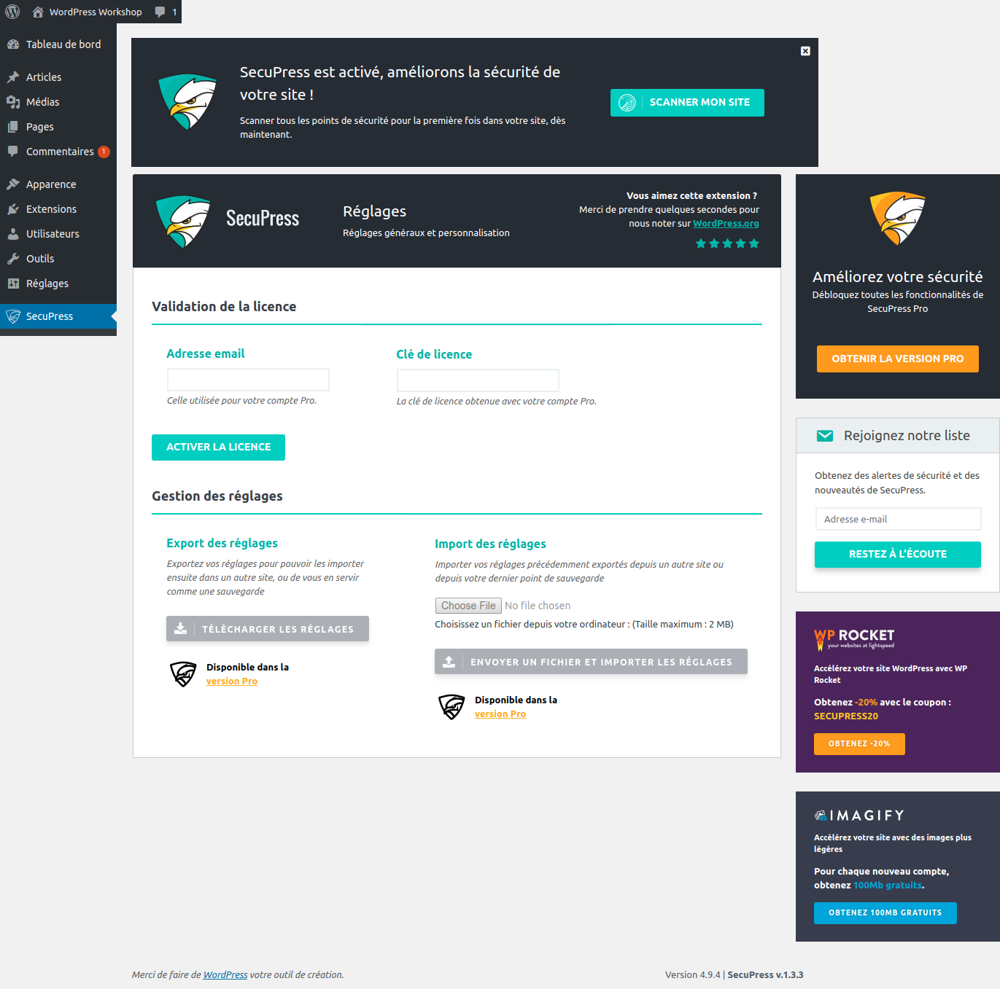 WordPress Workshop
1
Tableau de bord
Articles
Médias
Pages
Commentaires 1
Apparence
Extensions
Utilisateurs
Outils
Réglages
SecuPress
SecuPress est activé, améliorons la sécurité de
votre site !
Scanner tous les points de sécurité pour la première fois dans votre site, dès
maintenant.
SCANNER MON SITE
SecuPress
Réglages
Réglages généraux et personnalisation
Vous aimez cette extension ?
Merci de prendre quelques secondes pour
nous noter sur WordPress.org
Validation de la licence
Adresse email
Celle utilisée pour votre compte Pro.
Clé de licence
La clé de licence obtenue avec votre compte Pro.
ACTIVER LA LICENCE
Gestion des réglages
Export des réglages
Exportez vos réglages pour pouvoir les importer
ensuite dans un autre site, ou de vous en servir
comme une sauvegarde
TÉLÉCHARGER LES RÉGLAGES
Disponible dans la
version Pro
Import des réglages
Importer vos réglages précédemment exportés depuis un autre site ou
depuis votre dernier point de sauvegarde
Choose File No file chosen
Choisissez un fichier depuis votre ordinateur : (Taille maximum : 2 MB)
ENVOYER UN FICHIER ET IMPORTER LES RÉGLAGES
Disponible dans la
version Pro
Améliorez votre sécurité
Débloquez toutes les fonctionnalités de
SecuPress Pro
OBTENIR LA VERSION PRO
Rejoignez notre liste
Obtenez des alertes de sécurité et des
nouveautés de SecuPress.
Adresse e-mail
RESTEZ À L'ÉCOUTE
WP ROCKET
your websites at lightspeed
Accélérez votre site WordPress avec WP
Rocket
Obtenez -20% avec le coupon :
SECUPRESS20
OBTENEZ -20%
IMAGIFY
Accélérez votre site avec des images plus
légères
Pour chaque nouveau compte,
obtenez 100Mb gratuits.
OBTENEZ 100MB GRATUITS
Merci de faire de WordPress votre outil de création.
Version 4.9.4 | SecuPress v.1.3.3